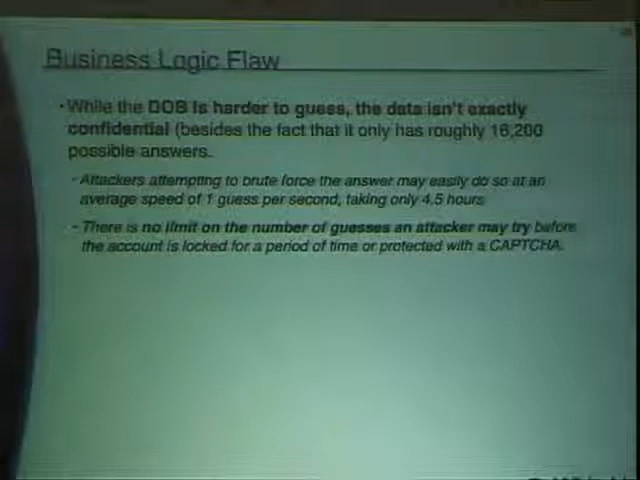 Business Logic Flaw
• While the DOB is harder to guess, the data isn't exactly
confidential (besides the fact that it only has roughly 16,200
possible answers.
- Attackers attempting to brute force the answer may easily do so at an
average speed of 1 guess per second, taking only 4.5 hours
- There is no limit on the number of guesses an attacker may try before
the account is locked for a period of time or protected with a CAPTCHA.